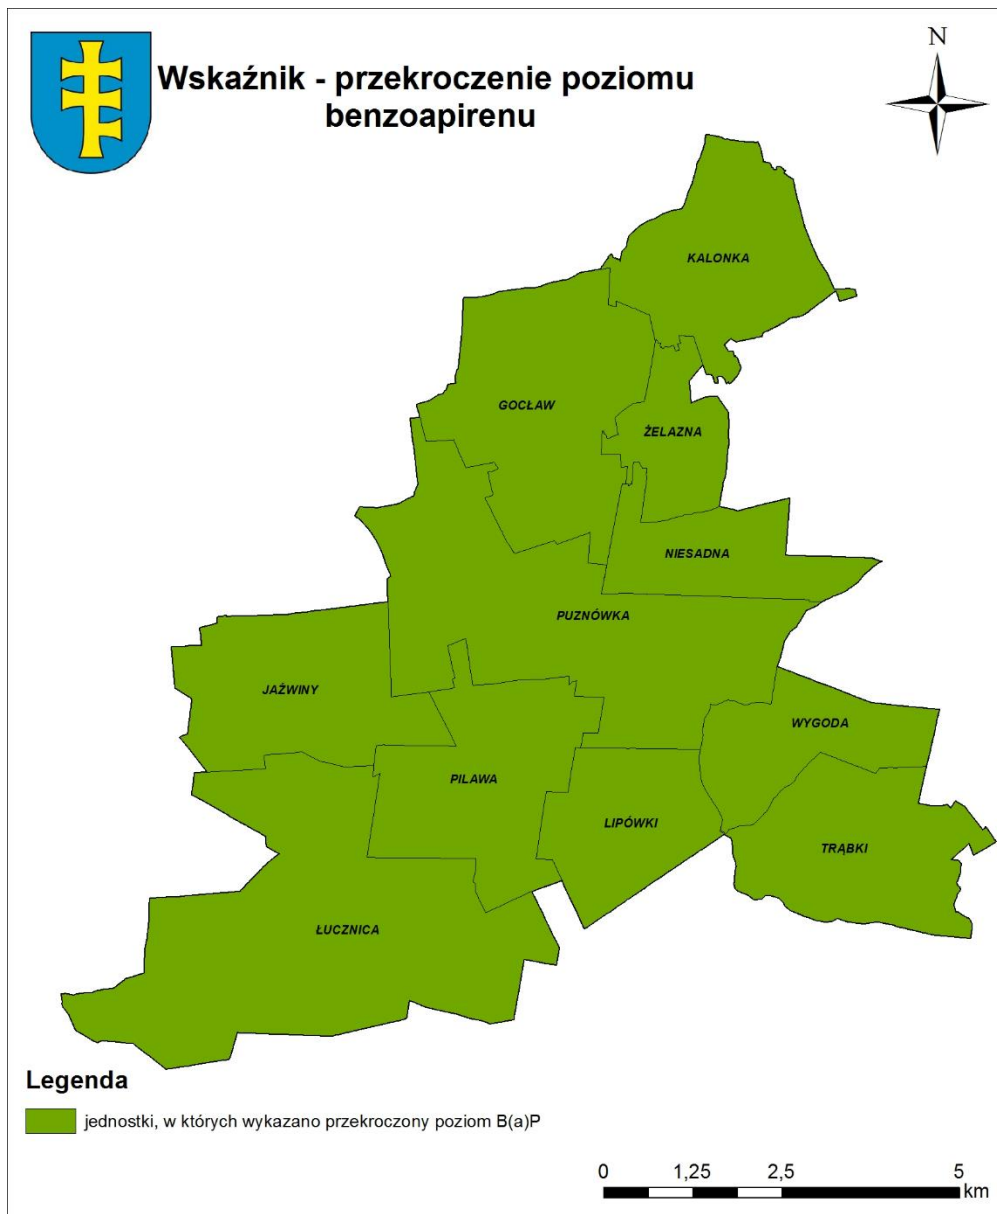 Wskaźnik - przekroczenie poziomu
benzoapirenu
N
KALONKA
GOCŁAW
ŻELAZNA
NIESADNA
PUZNÓWKA
JAŹWINY
WYGODA
PILAWA
LIPÓWKI
TRĄBKI
ŁUCZNICA
Legenda
jednostki, w których wykazano przekroczony poziom B(a)P
0 1,25 2,5 5
km